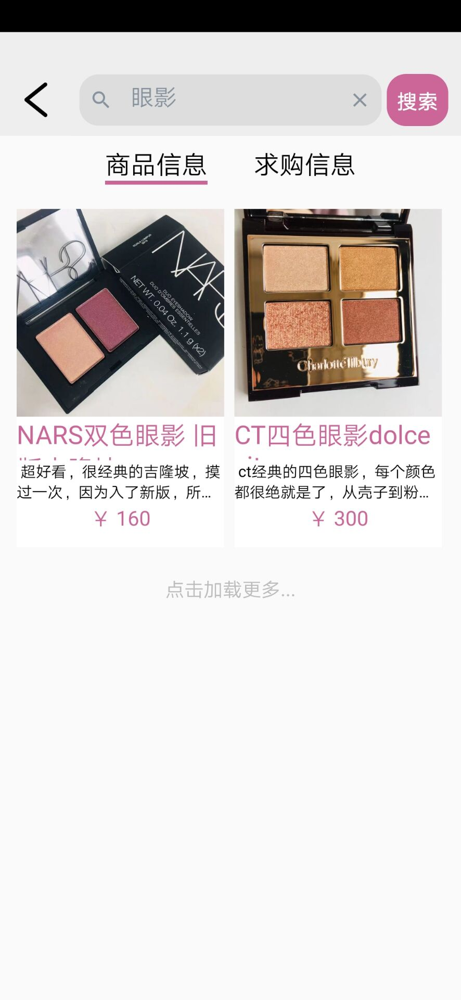 眼影
搜索
商品信息
求购信息
KUALA LUMPUR
NARS
DUO EYESHADOW
DUO D'OMBRES ESSENTIELLES
NET WT. 0.04 OZ. 1.1 g (x2)
Charlotte Tilbury
NARS双色眼影 旧
超好看，很经典的吉隆坡，摸
过一次，因为入了新版，所...
￥ 160
CT四色眼影dolce
ct经典的四色眼影，每个颜色
都很绝就是了，从壳子到粉...
￥ 300
点击加载更多...